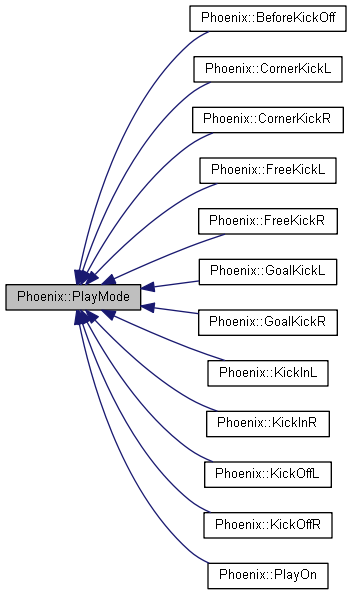 Phoenix::BeforeKickOff
Phoenix::CornerKickL
Phoenix::CornerKickR
Phoenix::FreeKickL
Phoenix::FreeKickR
Phoenix::GoalKickL
Phoenix::PlayMode
Phoenix::GoalKickR
Phoenix::KickInL
Phoenix::KickInR
Phoenix::KickOffL
Phoenix::KickOffR
Phoenix::PlayOn